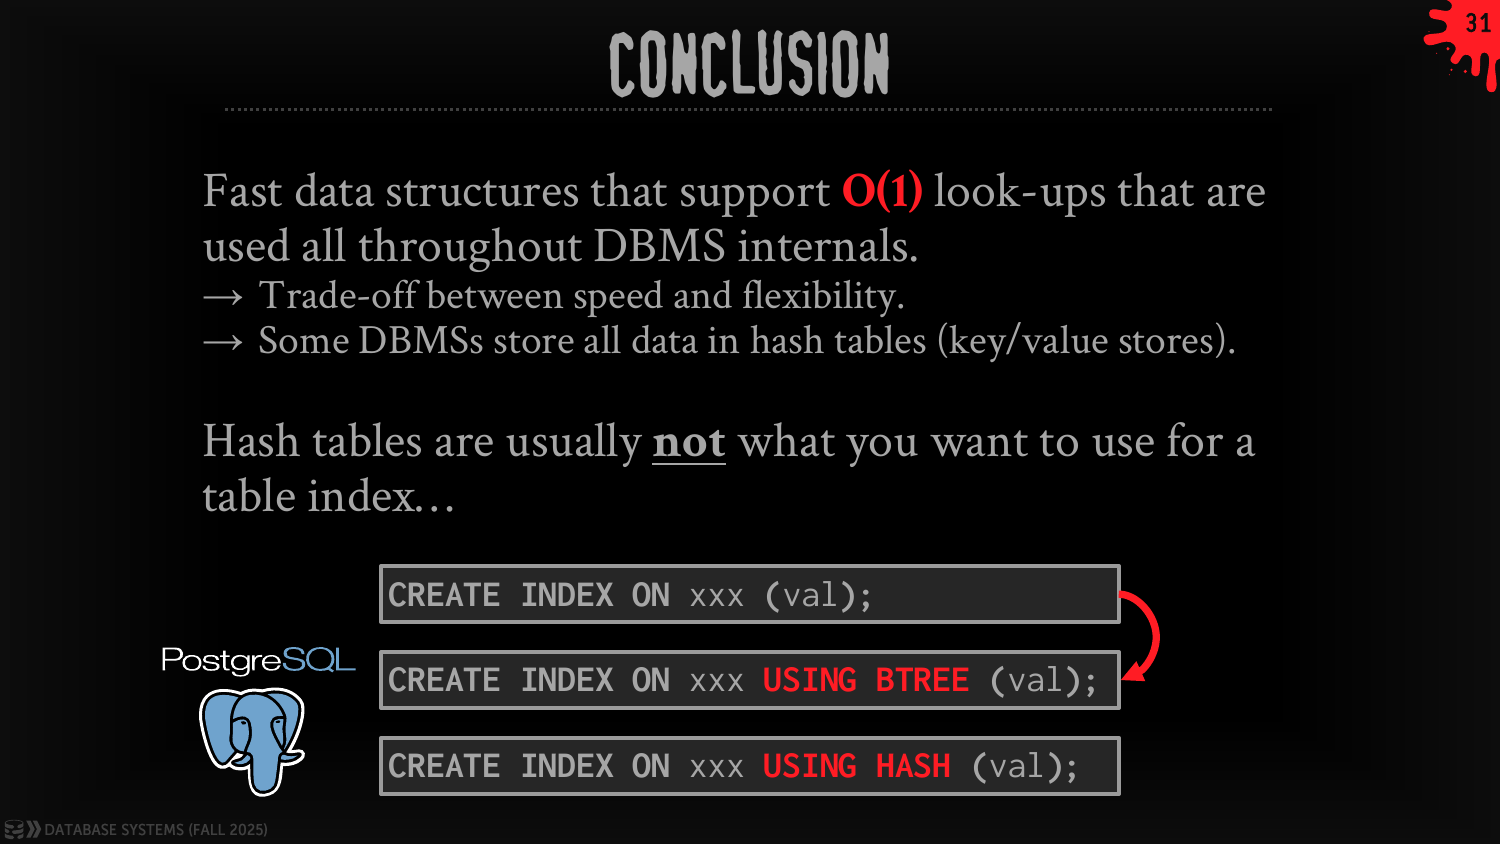 31
CONCLUSION
Fast data structures that support O(1) look-ups that are
used all throughout DBMS internals.
→ Trade-off between speed and flexibility.
→ Some DBMSs store all data in hash tables (key/value stores).
Hash tables are usually not what you want to use for a
table index…
CREATE INDEX ON xxx (val);
PostgreSQL
CREATE INDEX ON xxx USING BTREE (val);
CREATE INDEX ON xxx USING HASH (val);
DATABASE SYSTEMS (FALL 2025)